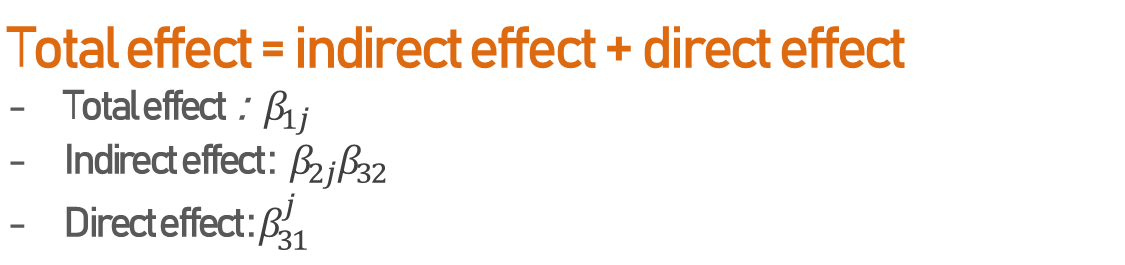 Total effect = indirect effect + direct effect
- Total effect : β₁ⱼ
- Indirect effect: β₂ⱼβ₃₂
- Direct effect: β₃₁ʲ